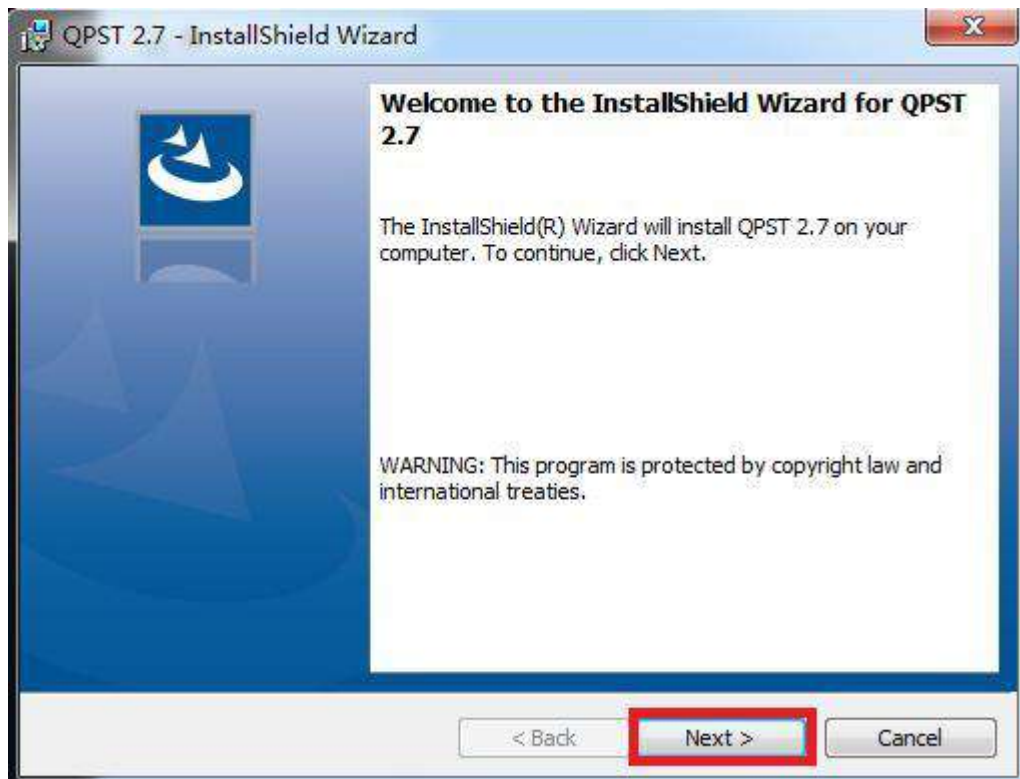 QPST 2.7 - InstallShield Wizard
Welcome to the InstallShield Wizard for QPST
2.7
The InstallShield(R) Wizard will install QPST 2.7 on your
computer. To continue, click Next.
WARNING: This program is protected by copyright law and
international treaties.
< Back Next > Cancel